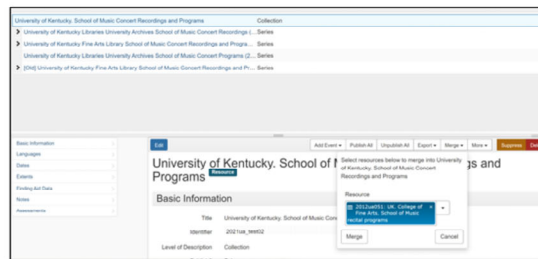 University of Kentucky. School of Music Concert Recordings and Programs Collection
University of Kentucky Libraries University Archives School of Music Concert Recordings (... Series
University of Kentucky Fine Arts Library School of Music Concert Recordings and Progra... Series
University of Kentucky Libraries University Archives School of Music Concert Programs (2... Series
[Old] University of Kentucky Fine Arts Library School of Music Concert Recordings and Pr... Series
Basic Information
Languages
Dates
Extents
Finding Aid Data
Notes
Assessments
Edit Add Event Publish All Unpublish All Export Merge More Suppress Del
University of Kentucky. School of M gs and
Programs Resource
Select resources below to merge into University
of Kentucky. School of Music Concert
Recordings and Programs
Resource
2012ua051: UK. College of ×
Fine Arts. School of Music
recital programs
Merge Cancel
Basic Information
Title University of Kentucky. School of Music Con
Identifier 2021ua_test02
Level of Description Collection